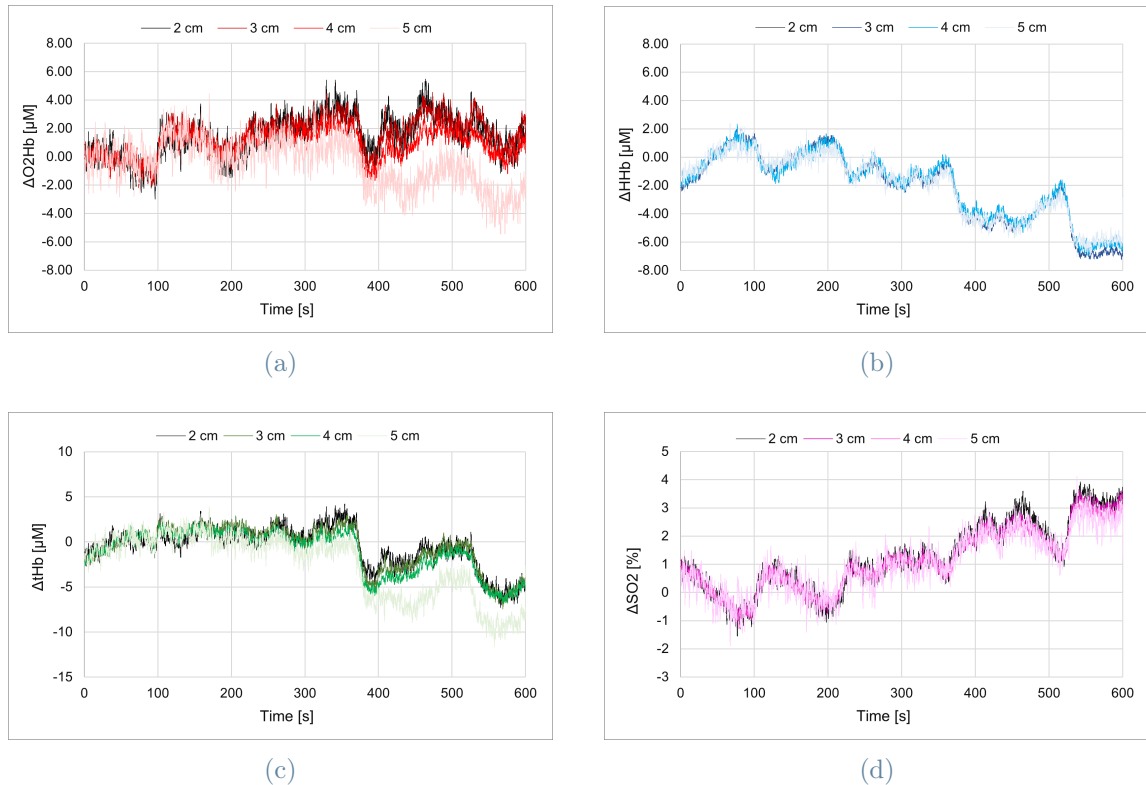 2 cm 3 cm 4 cm 5 cm
8.00
6.00
4.00
2.00
0.00
-2.00
-4.00
-6.00
-8.00
ΔO2Hb [µM]
0 100 200 300 400 500 600
Time [s]
(a)
2 cm 3 cm 4 cm 5 cm
8.00
6.00
4.00
2.00
0.00
-2.00
-4.00
-6.00
-8.00
ΔHHb [µM]
0 100 200 300 400 500 600
Time [s]
(b)
2 cm 3 cm 4 cm 5 cm
10
5
0
-5
-10
-15
ΔtHb [µM]
0 100 200 300 400 500 600
Time [s]
(c)
2 cm 3 cm 4 cm 5 cm
5
4
3
2
1
0
-1
-2
-3
ΔSO2 [%]
0 100 200 300 400 500 600
Time [s]
(d)